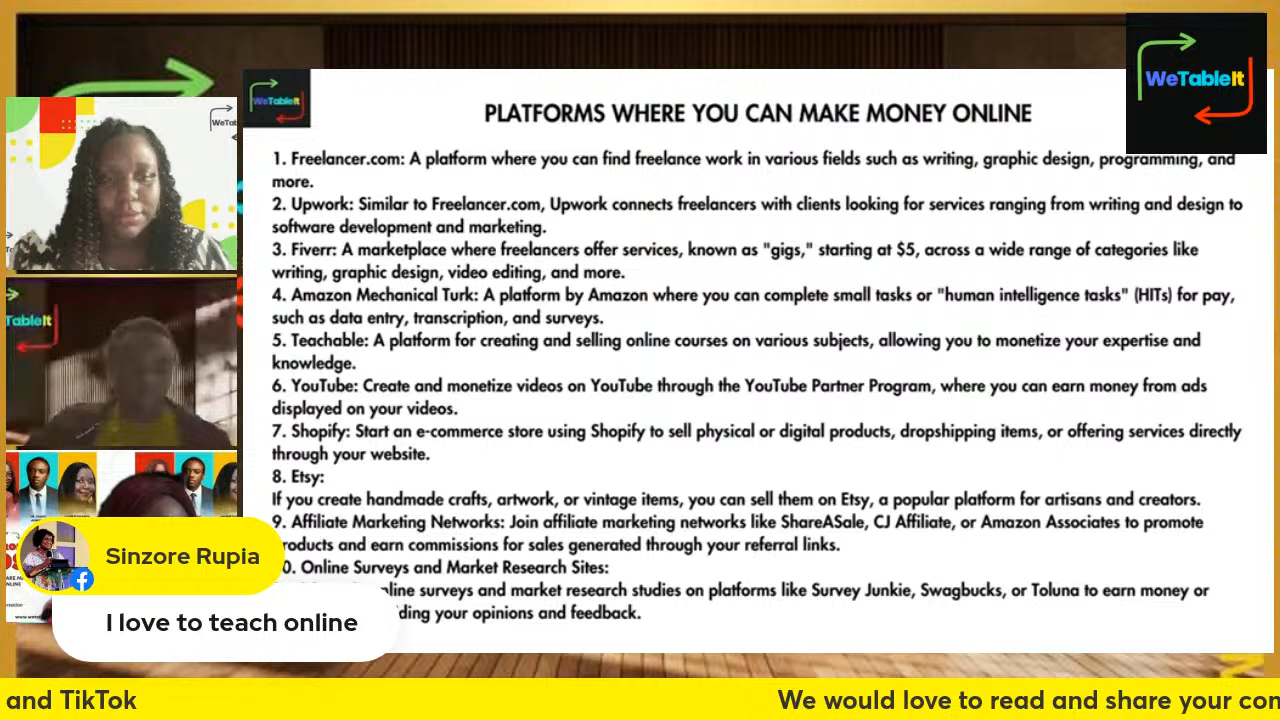 WeTableIt
WeTableIt
WeTab
TableIt
PLATFORMS WHERE YOU CAN MAKE MONEY ONLINE
1. Freelancer.com: A platform where you can find freelance work in various fields such as writing, graphic design, programming, and
more.
2. Upwork: Similar to Freelancer.com, Upwork connects freelancers with clients looking for services ranging from writing and design to
software development and marketing.
3. Fiverr: A marketplace where freelancers offer services, known as "gigs," starting at $5, across a wide range of categories like
writing, graphic design, video editing, and more.
4. Amazon Mechanical Turk: A platform by Amazon where you can complete small tasks or "human intelligence tasks" (HITs) for pay,
such as data entry, transcription, and surveys.
5. Teachable: A platform for creating and selling online courses on various subjects, allowing you to monetize your expertise and
knowledge.
6. YouTube: Create and monetize videos on YouTube through the YouTube Partner Program, where you can earn money from ads
displayed on your videos.
7. Shopify: Start an e-commerce store using Shopify to sell physical or digital products, dropshipping items, or offering services directly
through your website.
8. Etsy:
If you create handmade crafts, artwork, or vintage items, you can sell them on Etsy, a popular platform for artisans and creators.
9. Affiliate Marketing Networks: Join affiliate marketing networks like ShareASale, CJ Affiliate, or Amazon Associates to promote
roducts and earn commissions for sales generated through your referral links.
0. Online Surveys and Market Research Sites:
nline surveys and market research studies on platforms like Survey Junkie, Swagbucks, or Toluna to earn money or
ding your opinions and feedback.
Sinzore Rupia
I love to teach online
and TikTok
We would love to read and share your com